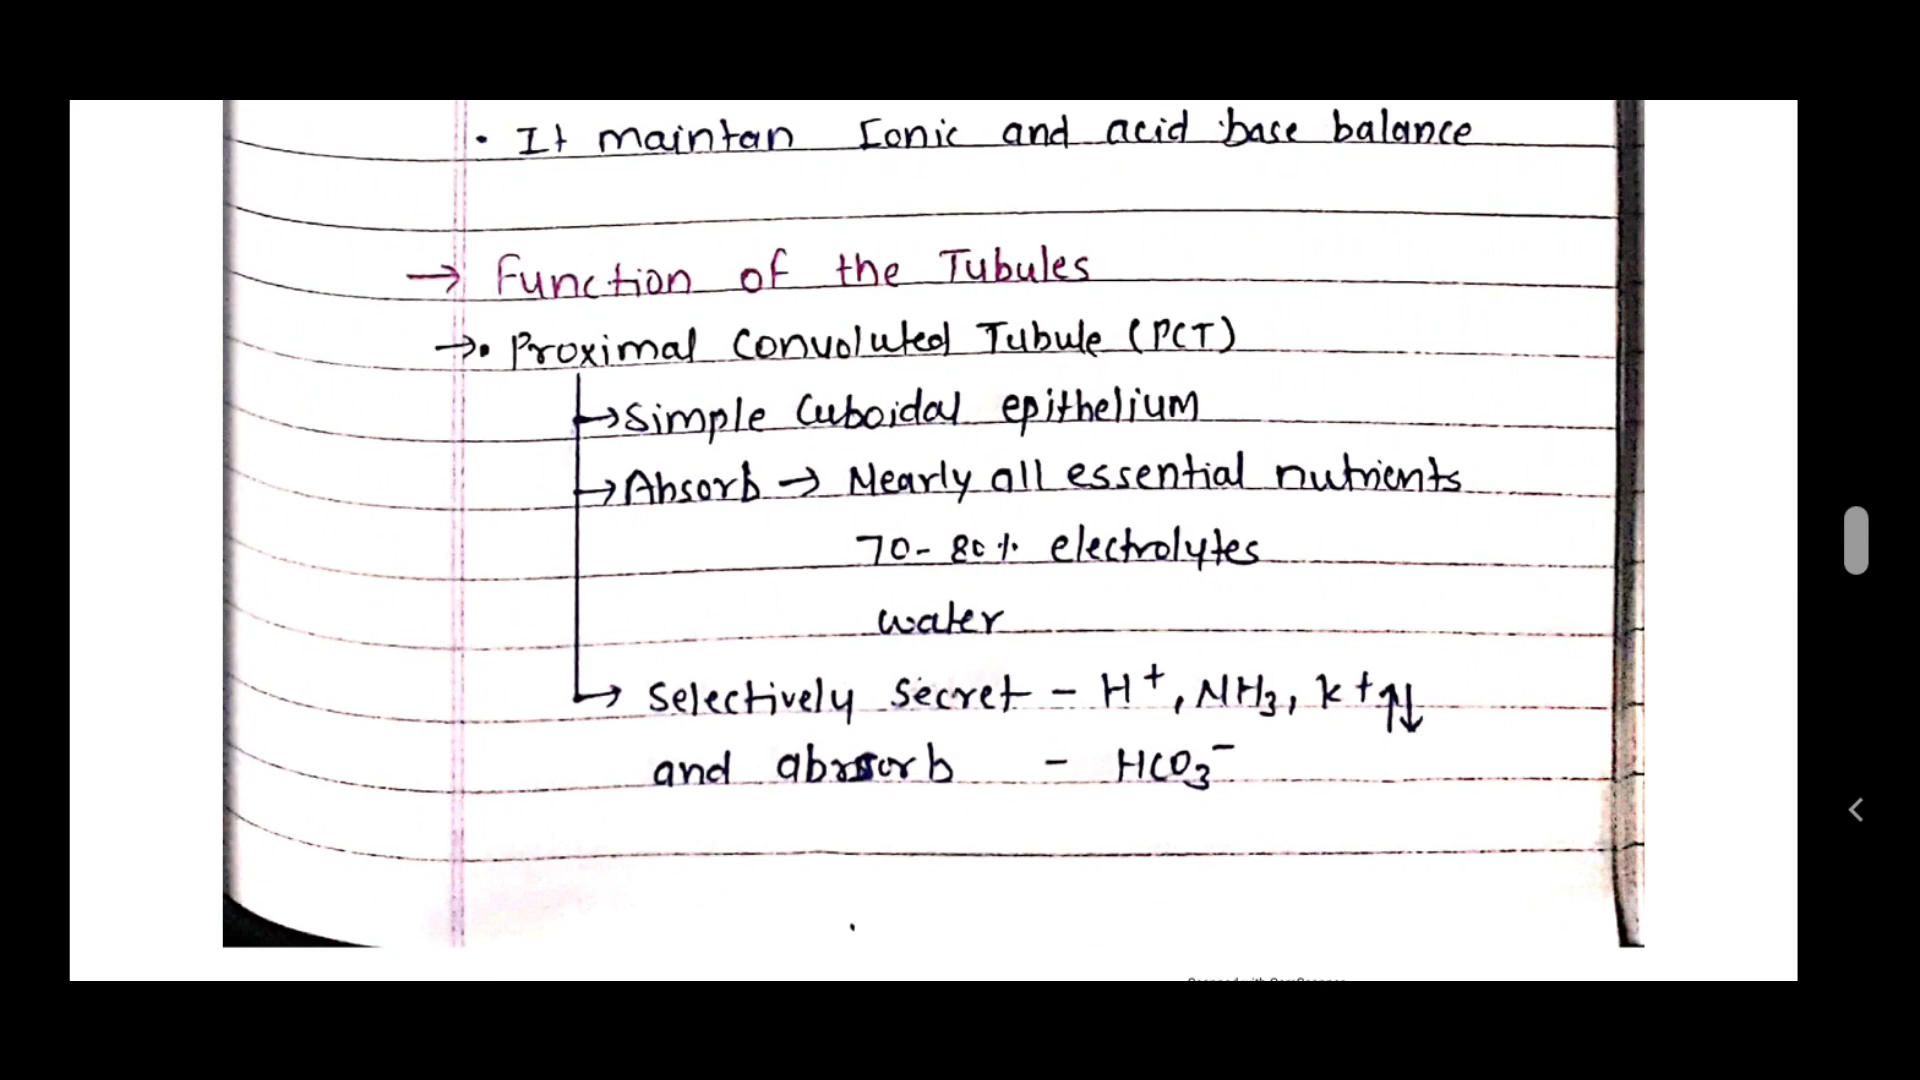 • It maintan Ionic and acid base balance
→ Function of the Tubules
→• Proximal Convoluted Tubule (PCT)
→ Simple Cuboidal epithelium
→ Absorb → Nearly all essential nutrients
70-80% electrolytes
water
→ Selectively Secret - H+, NH3, K+ ↑↓
and absorb - HCO3-